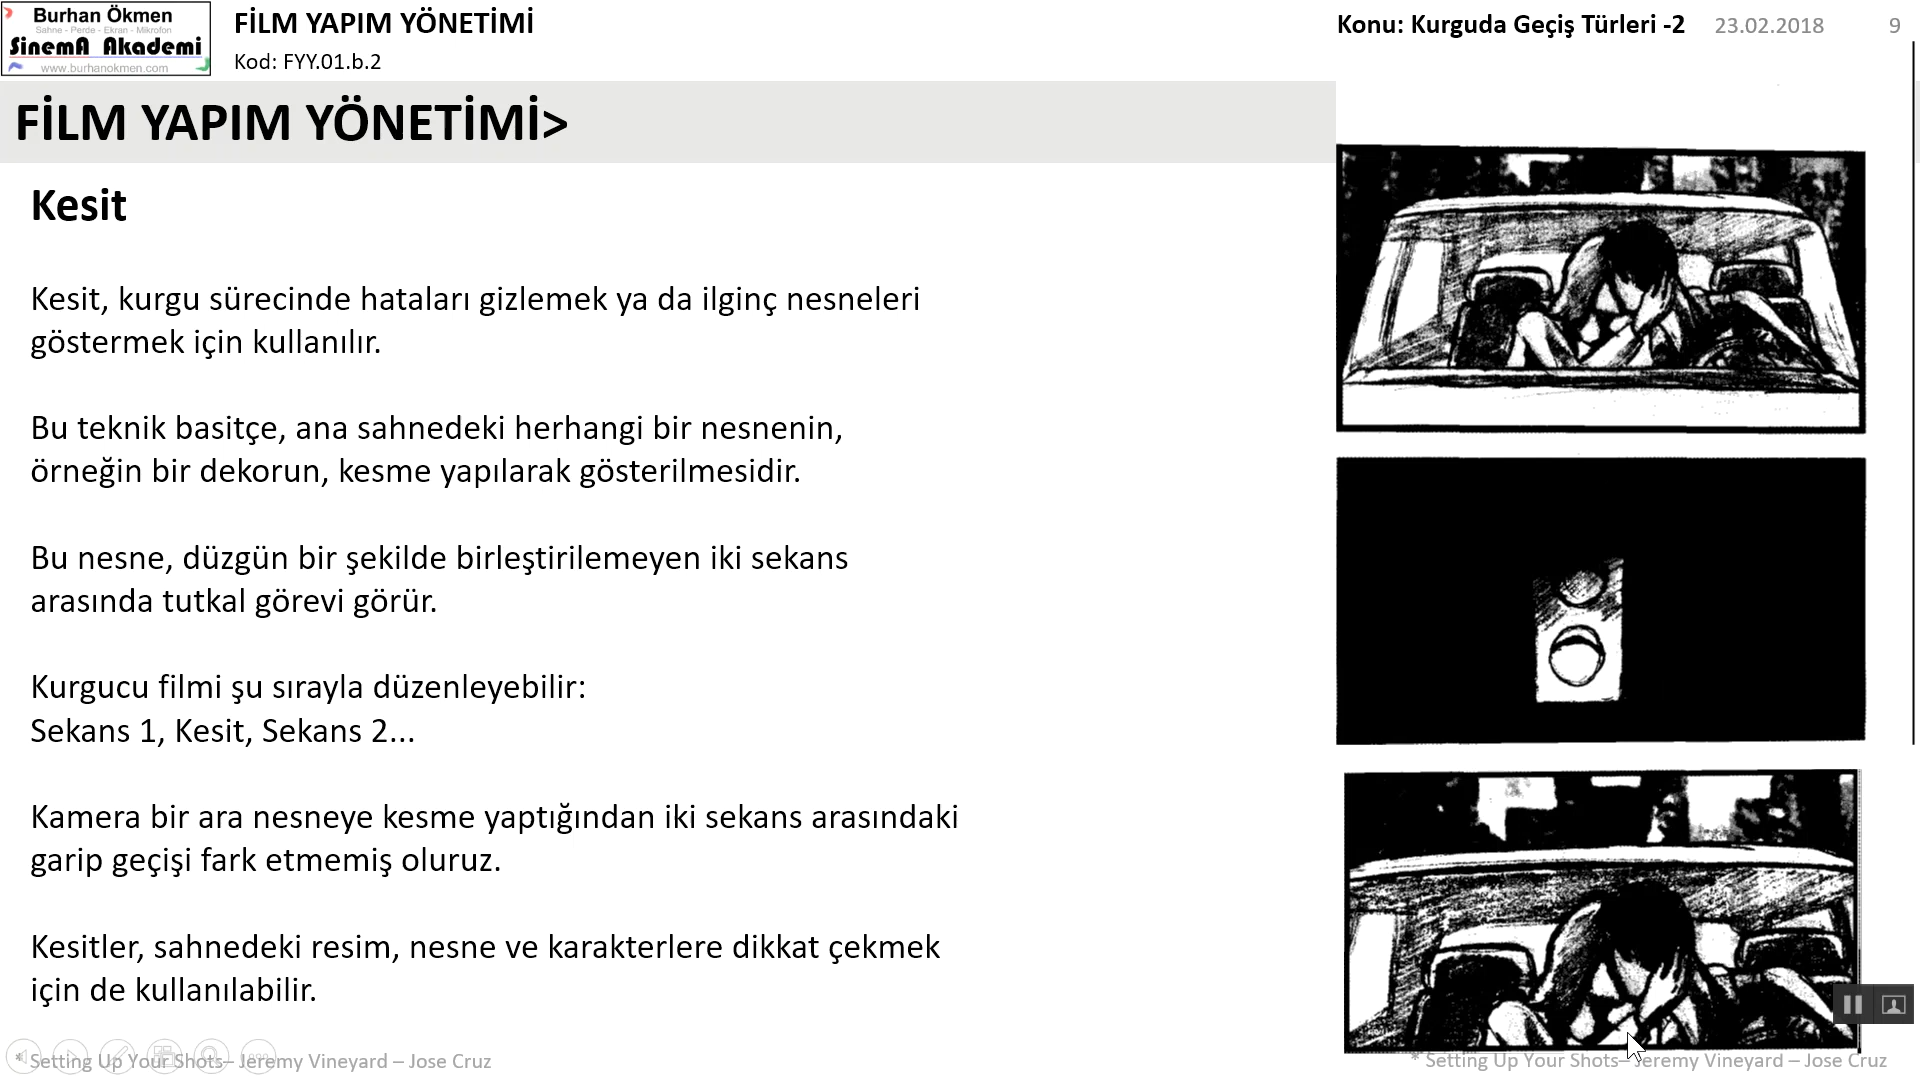 Burhan Ökmen
Sahne - Perde - Ekran - Mikrofon
SinemA Akademi
www.burhanokmen.com
FİLM YAPIM YÖNETİMİ
Kod: FYY.01.b.2
Konu: Kurguda Geçiş Türleri -2
23.02.2018
9
FİLM YAPIM YÖNETİMİ>
Kesit
Kesit, kurgu sürecinde hataları gizlemek ya da ilginç nesneleri
göstermek için kullanılır.
Bu teknik basitçe, ana sahnedeki herhangi bir nesnenin,
örneğin bir dekorun, kesme yapılarak gösterilmesidir.
Bu nesne, düzgün bir şekilde birleştirilemeyen iki sekans
arasında tutkal görevi görür.
Kurgucu filmi şu sırayla düzenleyebilir:
Sekans 1, Kesit, Sekans 2...
Kamera bir ara nesneye kesme yaptığından iki sekans arasındaki
garip geçişi fark etmemiş oluruz.
Kesitler, sahnedeki resim, nesne ve karakterlere dikkat çekmek
için de kullanılabilir.
* Setting Up Your Shots– Jeremy Vineyard – Jose Cruz
* Setting Up Your Shots– Jeremy Vineyard – Jose Cruz